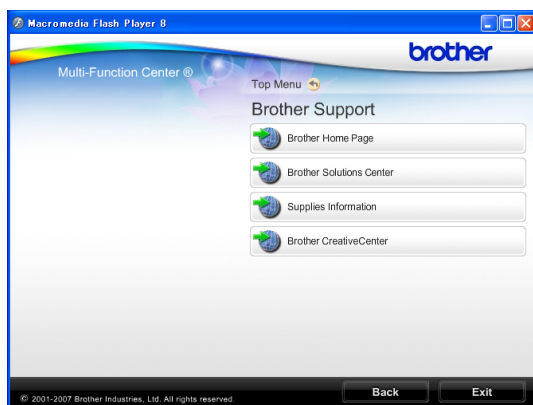 Macromedia Flash Player 8
brother
Multi-Function Center ®
Top Menu
Brother Support
Brother Home Page
Brother Solutions Center
Supplies Information
Brother CreativeCenter
Back
Exit
© 2001-2007 Brother Industries, Ltd. All rights reserved.